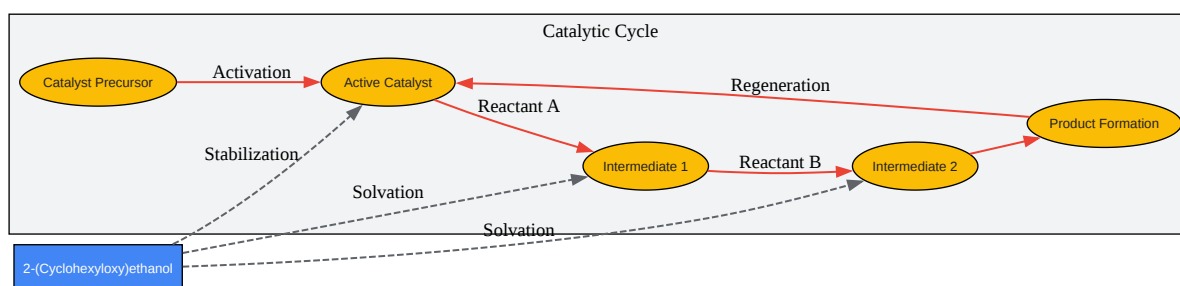 Catalytic Cycle
Catalyst Precursor
Activation
Active Catalyst
Regeneration
Reactant A
Product Formation
Stabilization
Intermediate 1
Reactant B
Intermediate 2
Solvation
Solvation
2-(Cyclohexyloxy)ethanol